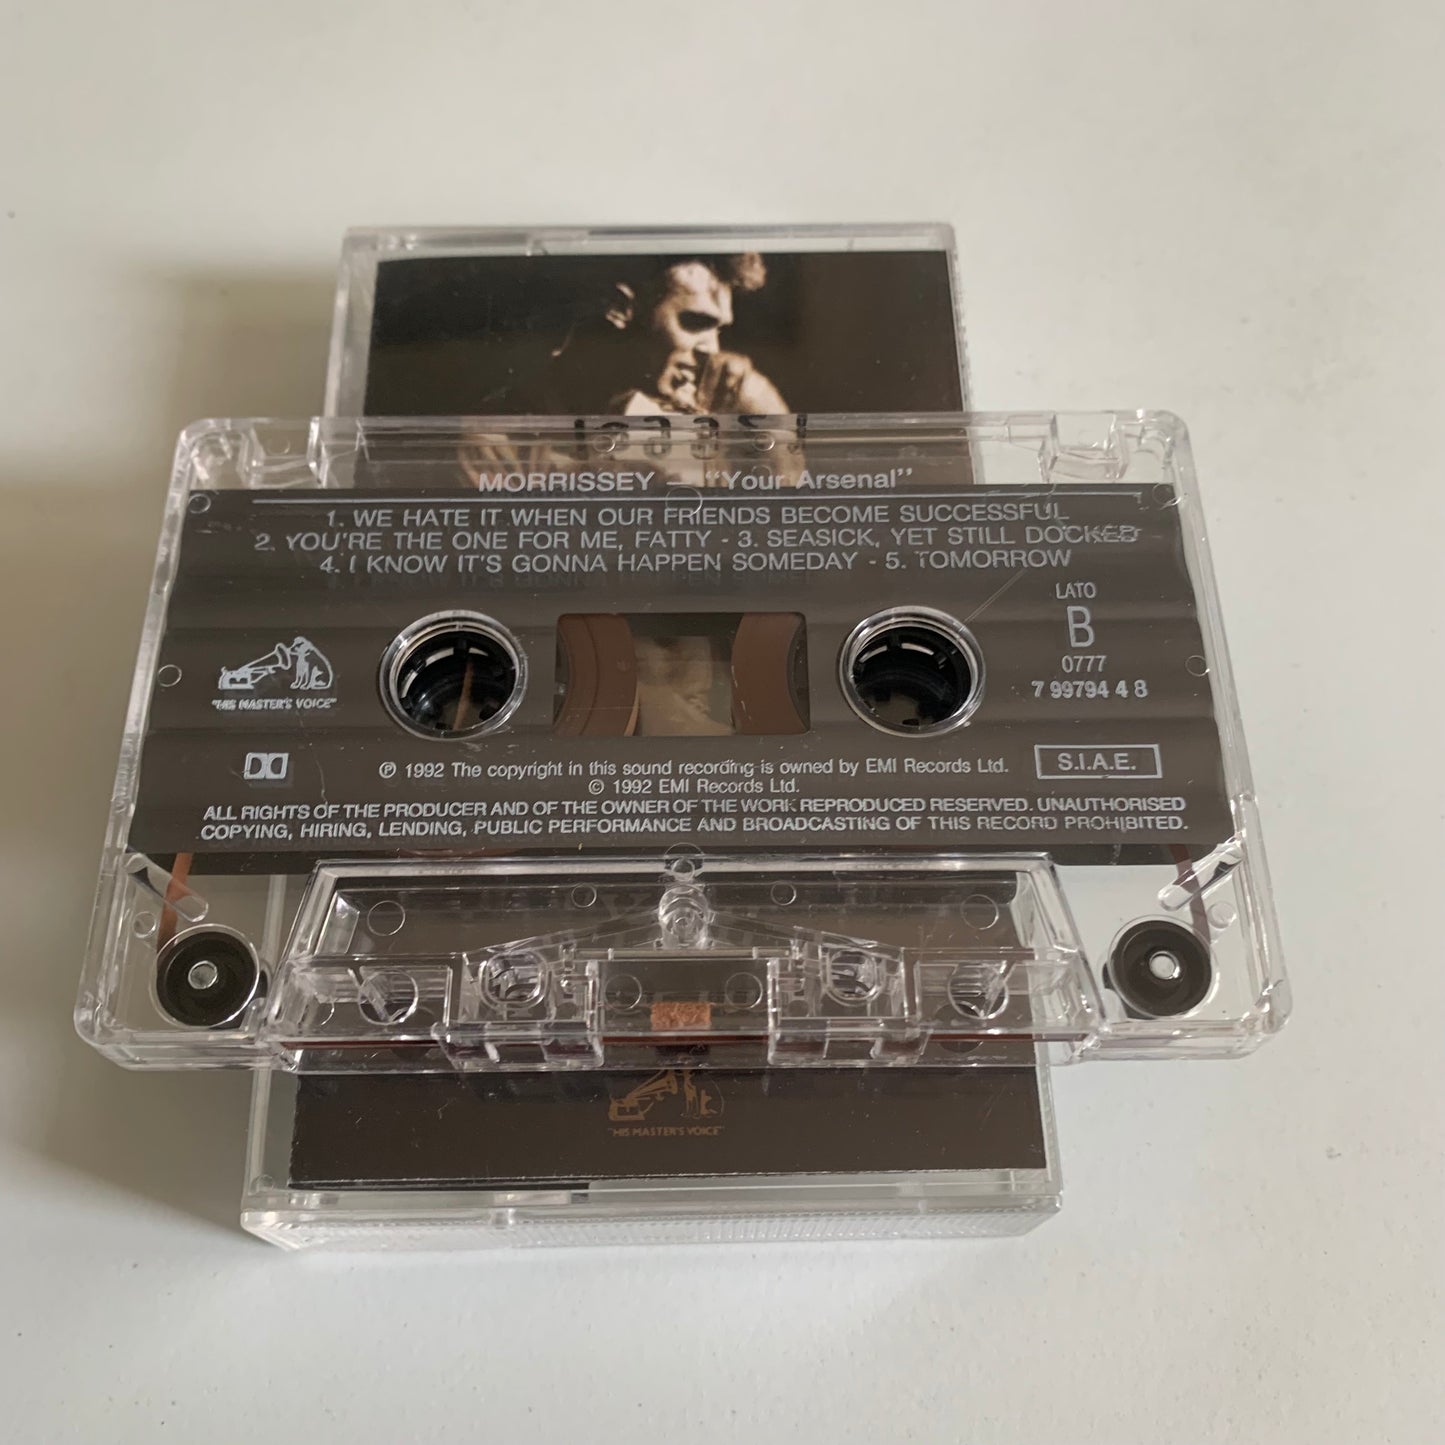 MORRISSEY — "Your Arsenal"
1. WE HATE IT WHEN OUR FRIENDS BECOME SUCCESSFUL
2. YOU'RE THE ONE FOR ME, FATTY - 3. SEASICK, YET STILL DOCKED
4. I KNOW IT'S GONNA HAPPEN SOMEDAY - 5. TOMORROW
LATO
B
0777
7 99794 4 8
"HIS MASTER'S VOICE"
S.I.A.E.
℗ 1992 The copyright in this sound recording is owned by EMI Records Ltd.
© 1992 EMI Records Ltd.
ALL RIGHTS OF THE PRODUCER AND OF THE OWNER OF THE WORK REPRODUCED RESERVED. UNAUTHORISED
COPYING, HIRING, LENDING, PUBLIC PERFORMANCE AND BROADCASTING OF THIS RECORD PROHIBITED.
"HIS MASTER'S VOICE"